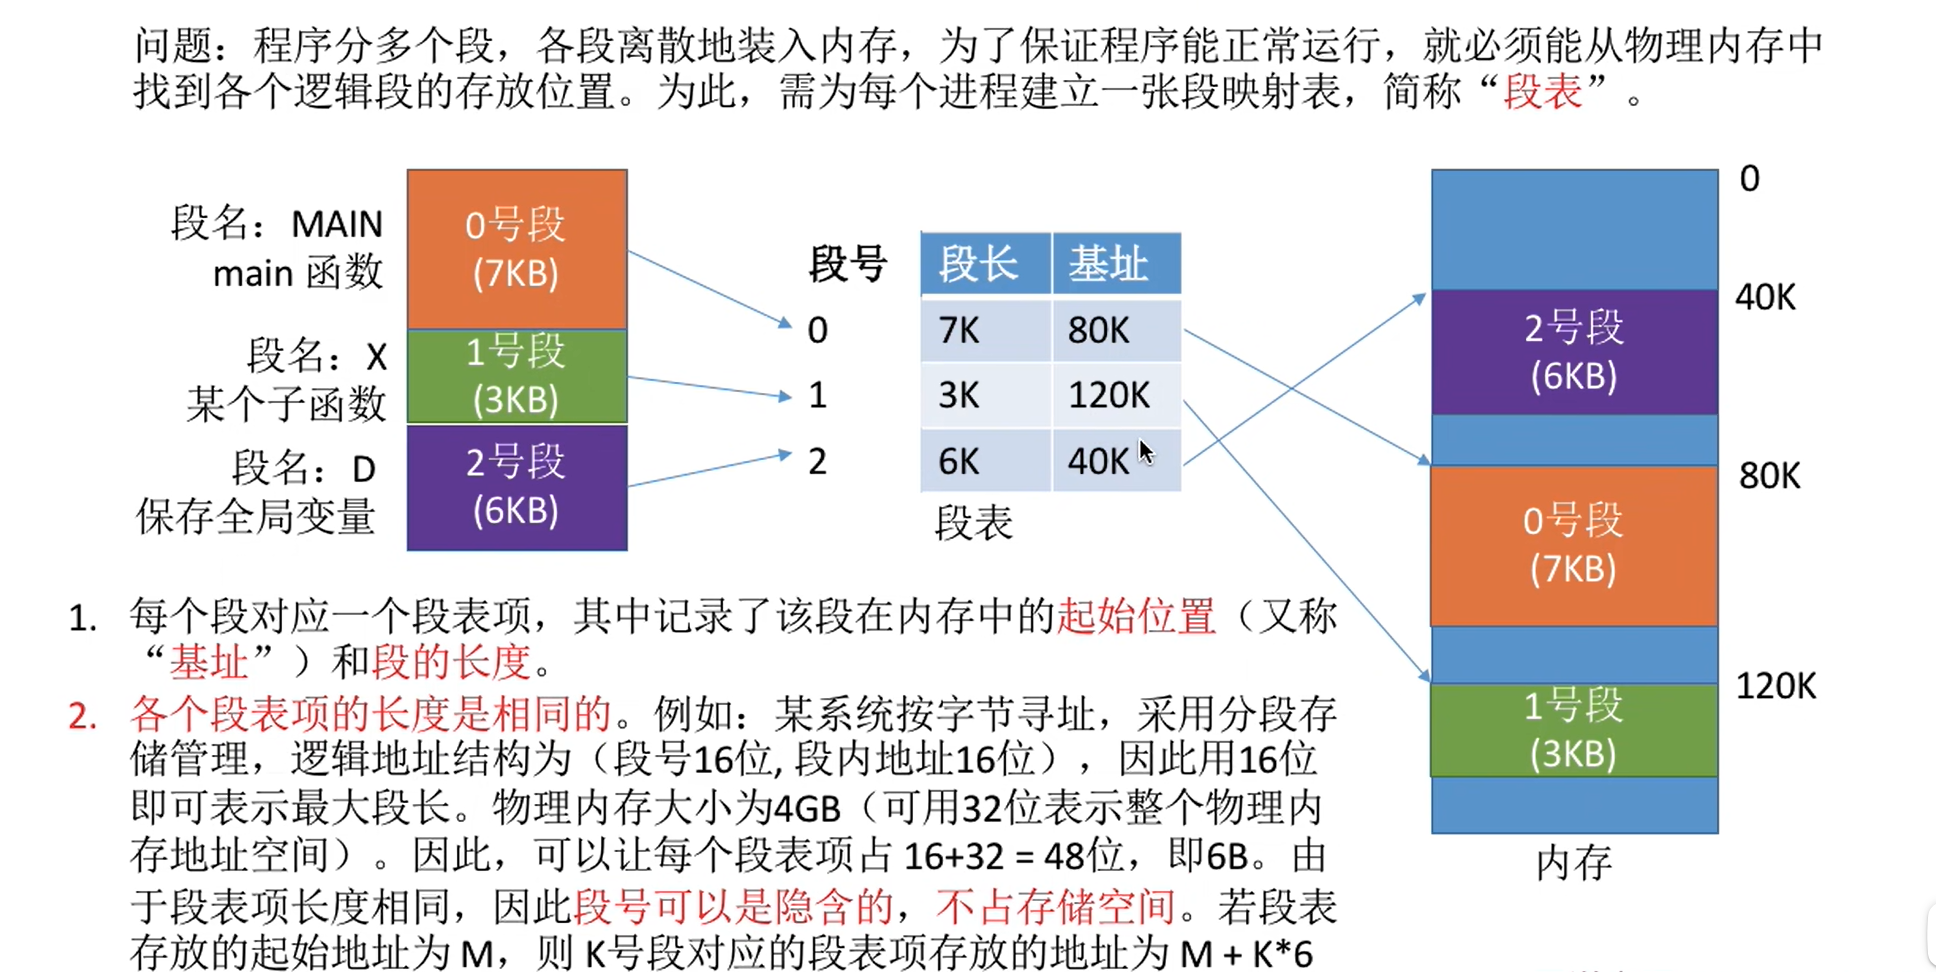 问题：程序分多个段，各段离散地装入内存，为了保证程序能正常运行，就必须能从物理内存中
找到各个逻辑段的存放位置。为此，需为每个进程建立一张段映射表，简称“段表”。
段名：MAIN
main 函数
0号段
(7KB)
段名：X
某个子函数
1号段
(3KB)
段名：D
保存全局变量
2号段
(6KB)
段号 段长 基址
0 7K 80K
1 3K 120K
2 6K 40K
段表
0
40K
2号段
(6KB)
80K
0号段
(7KB)
120K
1号段
(3KB)
内存
1. 每个段对应一个段表项，其中记录了该段在内存中的起始位置（又称
“基址”）和段的长度。
2. 各个段表项的长度是相同的。例如：某系统按字节寻址，采用分段存
储管理，逻辑地址结构为（段号16位, 段内地址16位），因此用16位
即可表示最大段长。物理内存大小为4GB（可用32位表示整个物理内
存地址空间）。因此，可以让每个段表项占 16+32 = 48位，即6B。由
于段表项长度相同，因此段号可以是隐含的，不占存储空间。若段表
存放的起始地址为 M，则 K号段对应的段表项存放的地址为 M + K*6